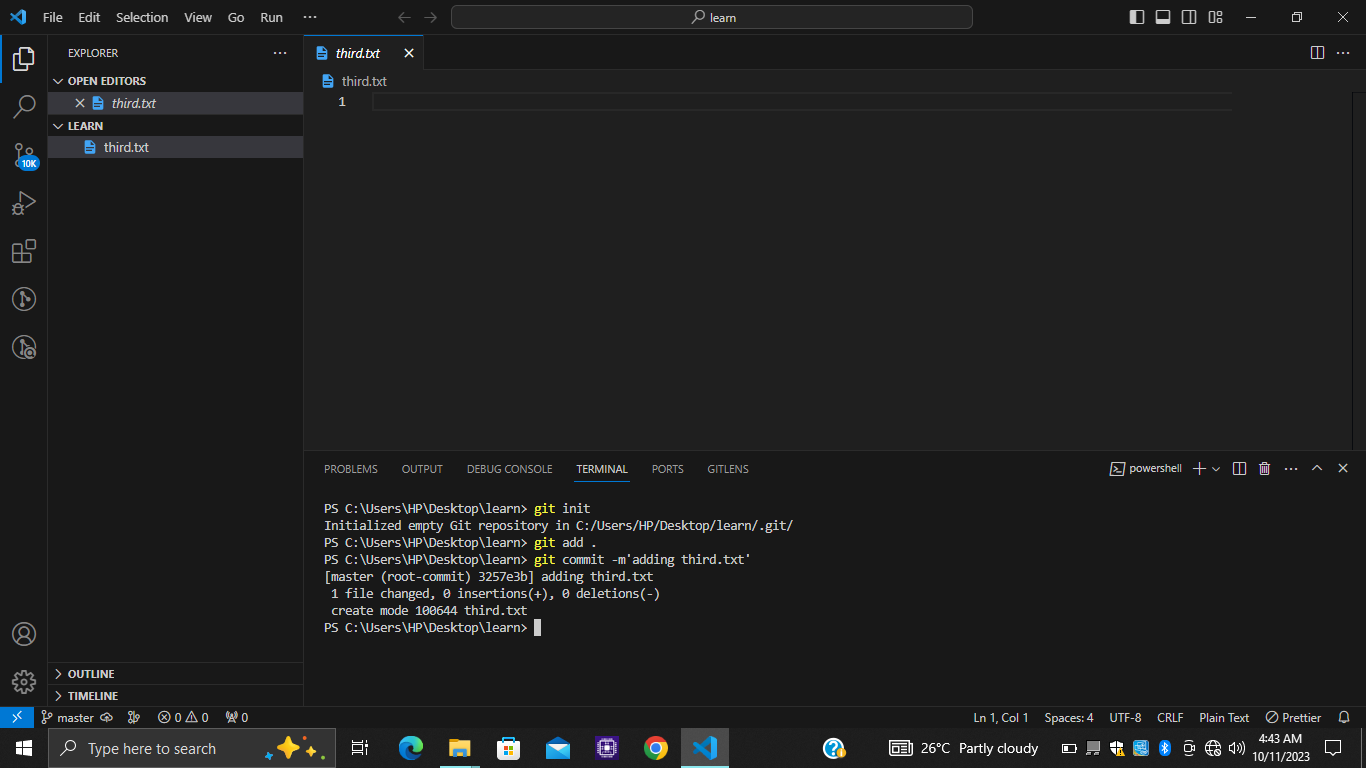 File Edit Selection View Go Run ···
learn
EXPLORER ···
third.txt
OPEN EDITORS
third.txt
third.txt
1
LEARN
third.txt
10K
PROBLEMS OUTPUT DEBUG CONSOLE TERMINAL PORTS GITLENS
powershell
PS C:\Users\HP\Desktop\learn> git init
Initialized empty Git repository in C:/Users/HP/Desktop/learn/.git/
PS C:\Users\HP\Desktop\learn> git add .
PS C:\Users\HP\Desktop\learn> git commit -m'adding third.txt'
[master (root-commit) 3257e3b] adding third.txt
1 file changed, 0 insertions(+), 0 deletions(-)
create mode 100644 third.txt
PS C:\Users\HP\Desktop\learn>
OUTLINE
TIMELINE
master 0 0 0 Ln 1, Col 1 Spaces: 4 UTF-8 CRLF Plain Text Prettier
Type here to search
26°C Partly cloudy
4:43 AM
10/11/2023